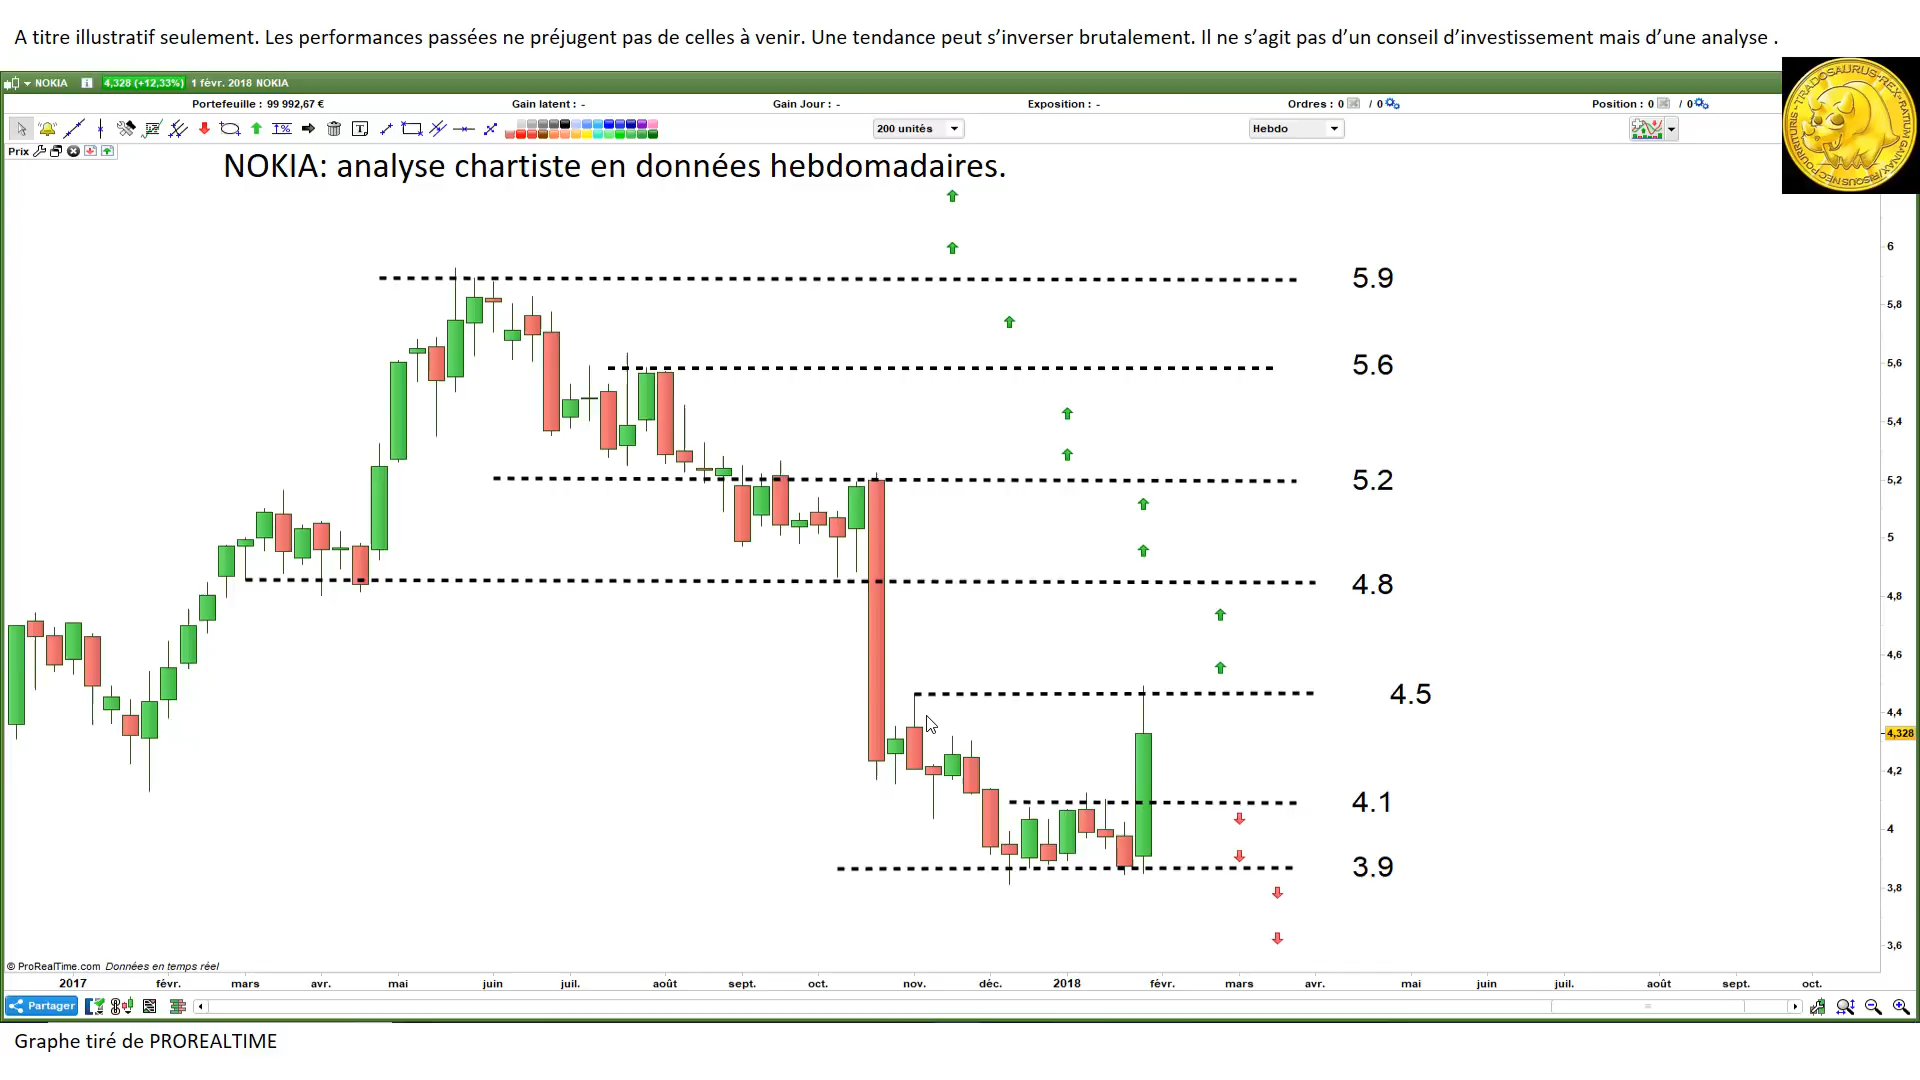 A titre illustratif seulement. Les performances passées ne préjugent pas de celles à venir. Une tendance peut s’inverser brutalement. Il ne s’agit pas d’un conseil d’investissement mais d’une analyse .
NOKIA 4,328 (+12,33%) 1 févr. 2018 NOKIA
Portefeuille : 99 992,67 € Gain latent : - Gain Jour : - Exposition : - Ordres : 0 / 0 Position : 0 / 0
200 unités Hebdo
Prix
NOKIA: analyse chartiste en données hebdomadaires.
TRADOSAURUS-REX
6
5.9
5,8
5.6
5,6
5,4
5.2
5,2
5
4.8
4,8
4,6
4.5
4,4
4,328
4,2
4.1
4
3.9
3,8
3,6
© ProRealTime.com Données en temps réel
2017 févr. mars avr. mai juin juil. août sept. oct. nov. déc. 2018 févr. mars avr. mai juin juil. août sept. oct.
Partager
Graphe tiré de PROREALTIME